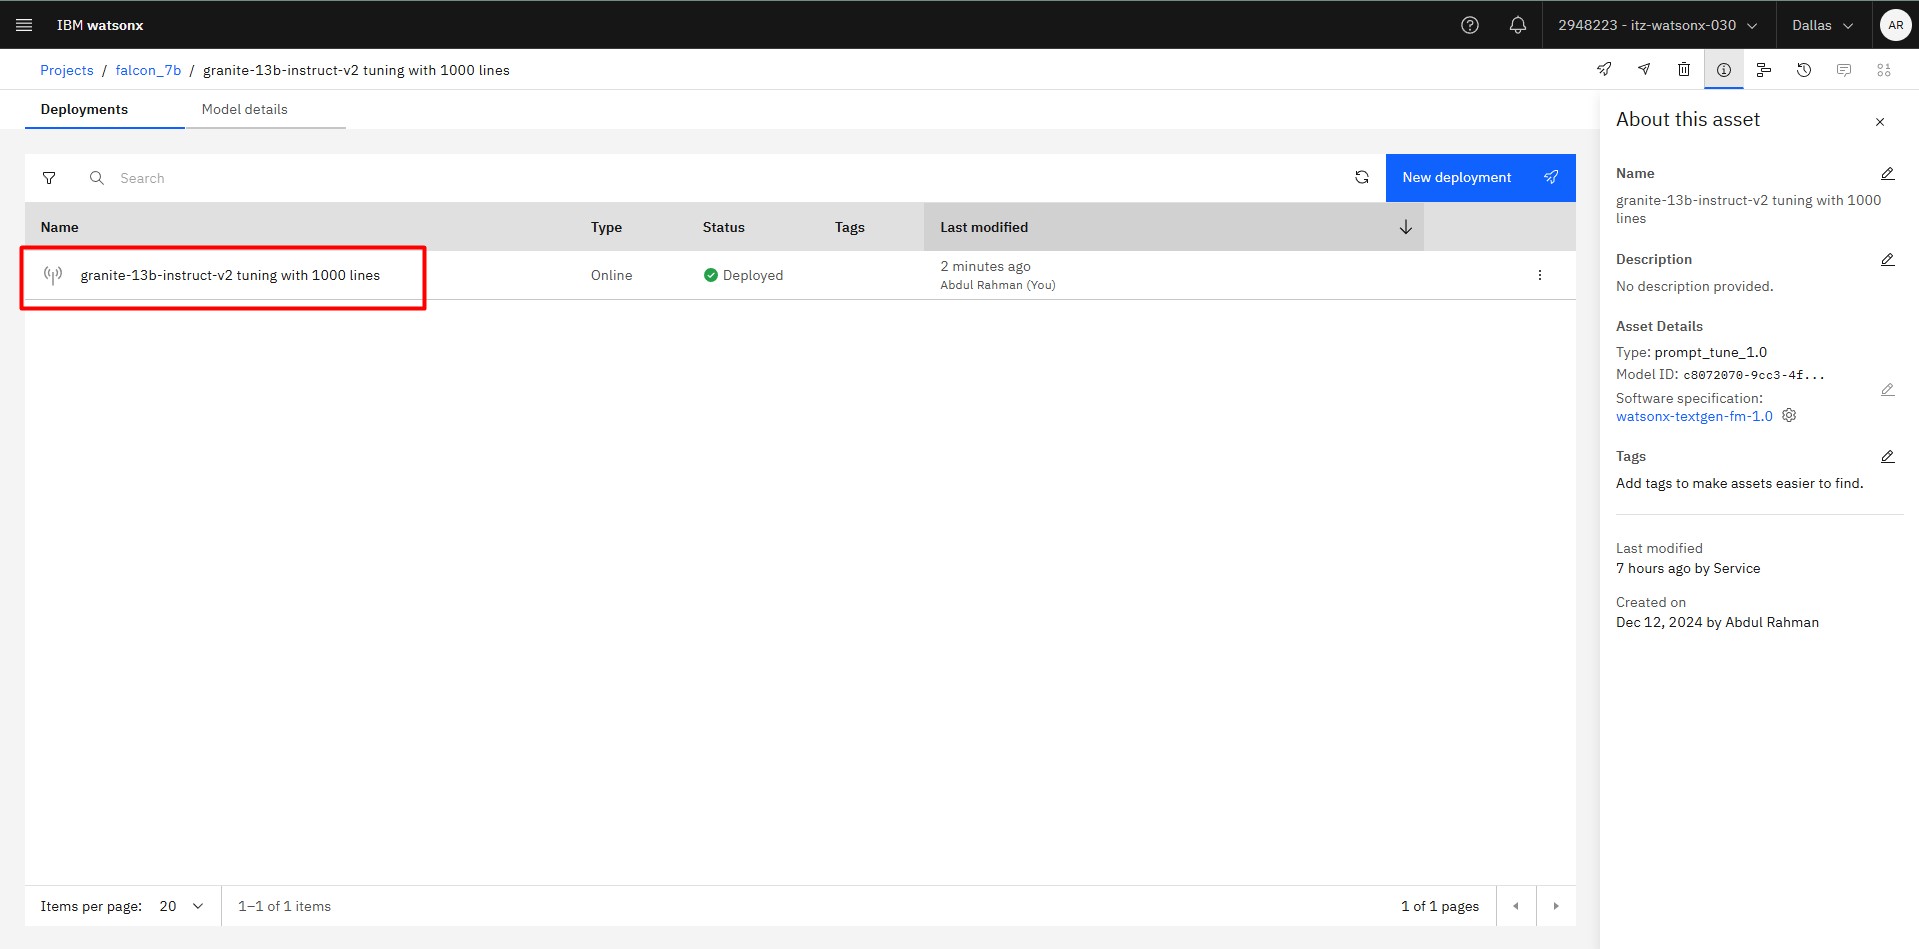 IBM watsonx
2948223 - itz-watsonx-030
Dallas
AR
Projects / falcon_7b / granite-13b-instruct-v2 tuning with 1000 lines
Deployments
Model details
Search
New deployment
Name
Type
Status
Tags
Last modified
granite-13b-instruct-v2 tuning with 1000 lines
Online
Deployed
2 minutes ago
Abdul Rahman (You)
Items per page: 20
1–1 of 1 items
1 of 1 pages
About this asset
Name
granite-13b-instruct-v2 tuning with 1000
lines
Description
No description provided.
Asset Details
Type: prompt_tune_1.0
Model ID: c8072070-9cc3-4f...
Software specification:
watsonx-textgen-fm-1.0
Tags
Add tags to make assets easier to find.
Last modified
7 hours ago by Service
Created on
Dec 12, 2024 by Abdul Rahman